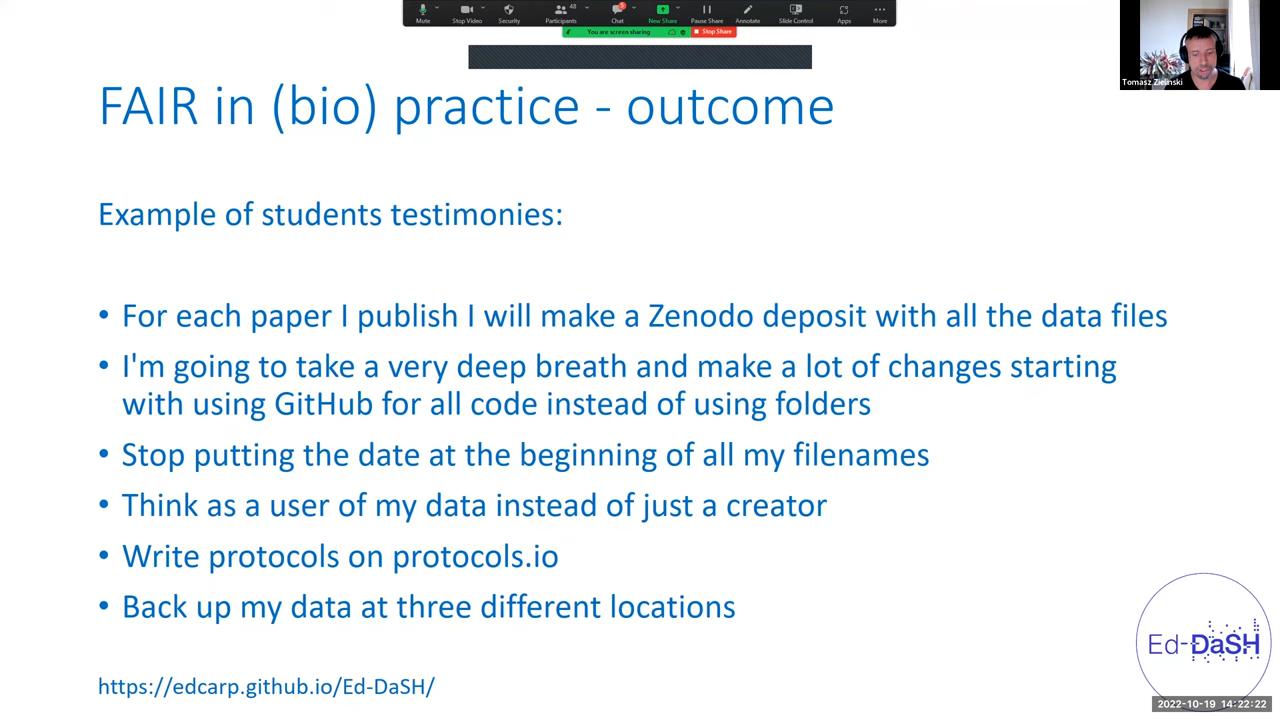 Mute
Stop Video
Security
Participants
48
Chat
New Share
Pause Share
Annotate
Slide Control
Apps
More
You are screen sharing
Stop Share
Tomasz Zielinski
FAIR in (bio) practice - outcome
Example of students testimonies:
• For each paper I publish I will make a Zenodo deposit with all the data files
• I'm going to take a very deep breath and make a lot of changes starting
with using GitHub for all code instead of using folders
• Stop putting the date at the beginning of all my filenames
• Think as a user of my data instead of just a creator
• Write protocols on protocols.io
• Back up my data at three different locations
Ed-DaSH
https://edcarp.github.io/Ed-DaSH/
2022-10-19 14:22:22